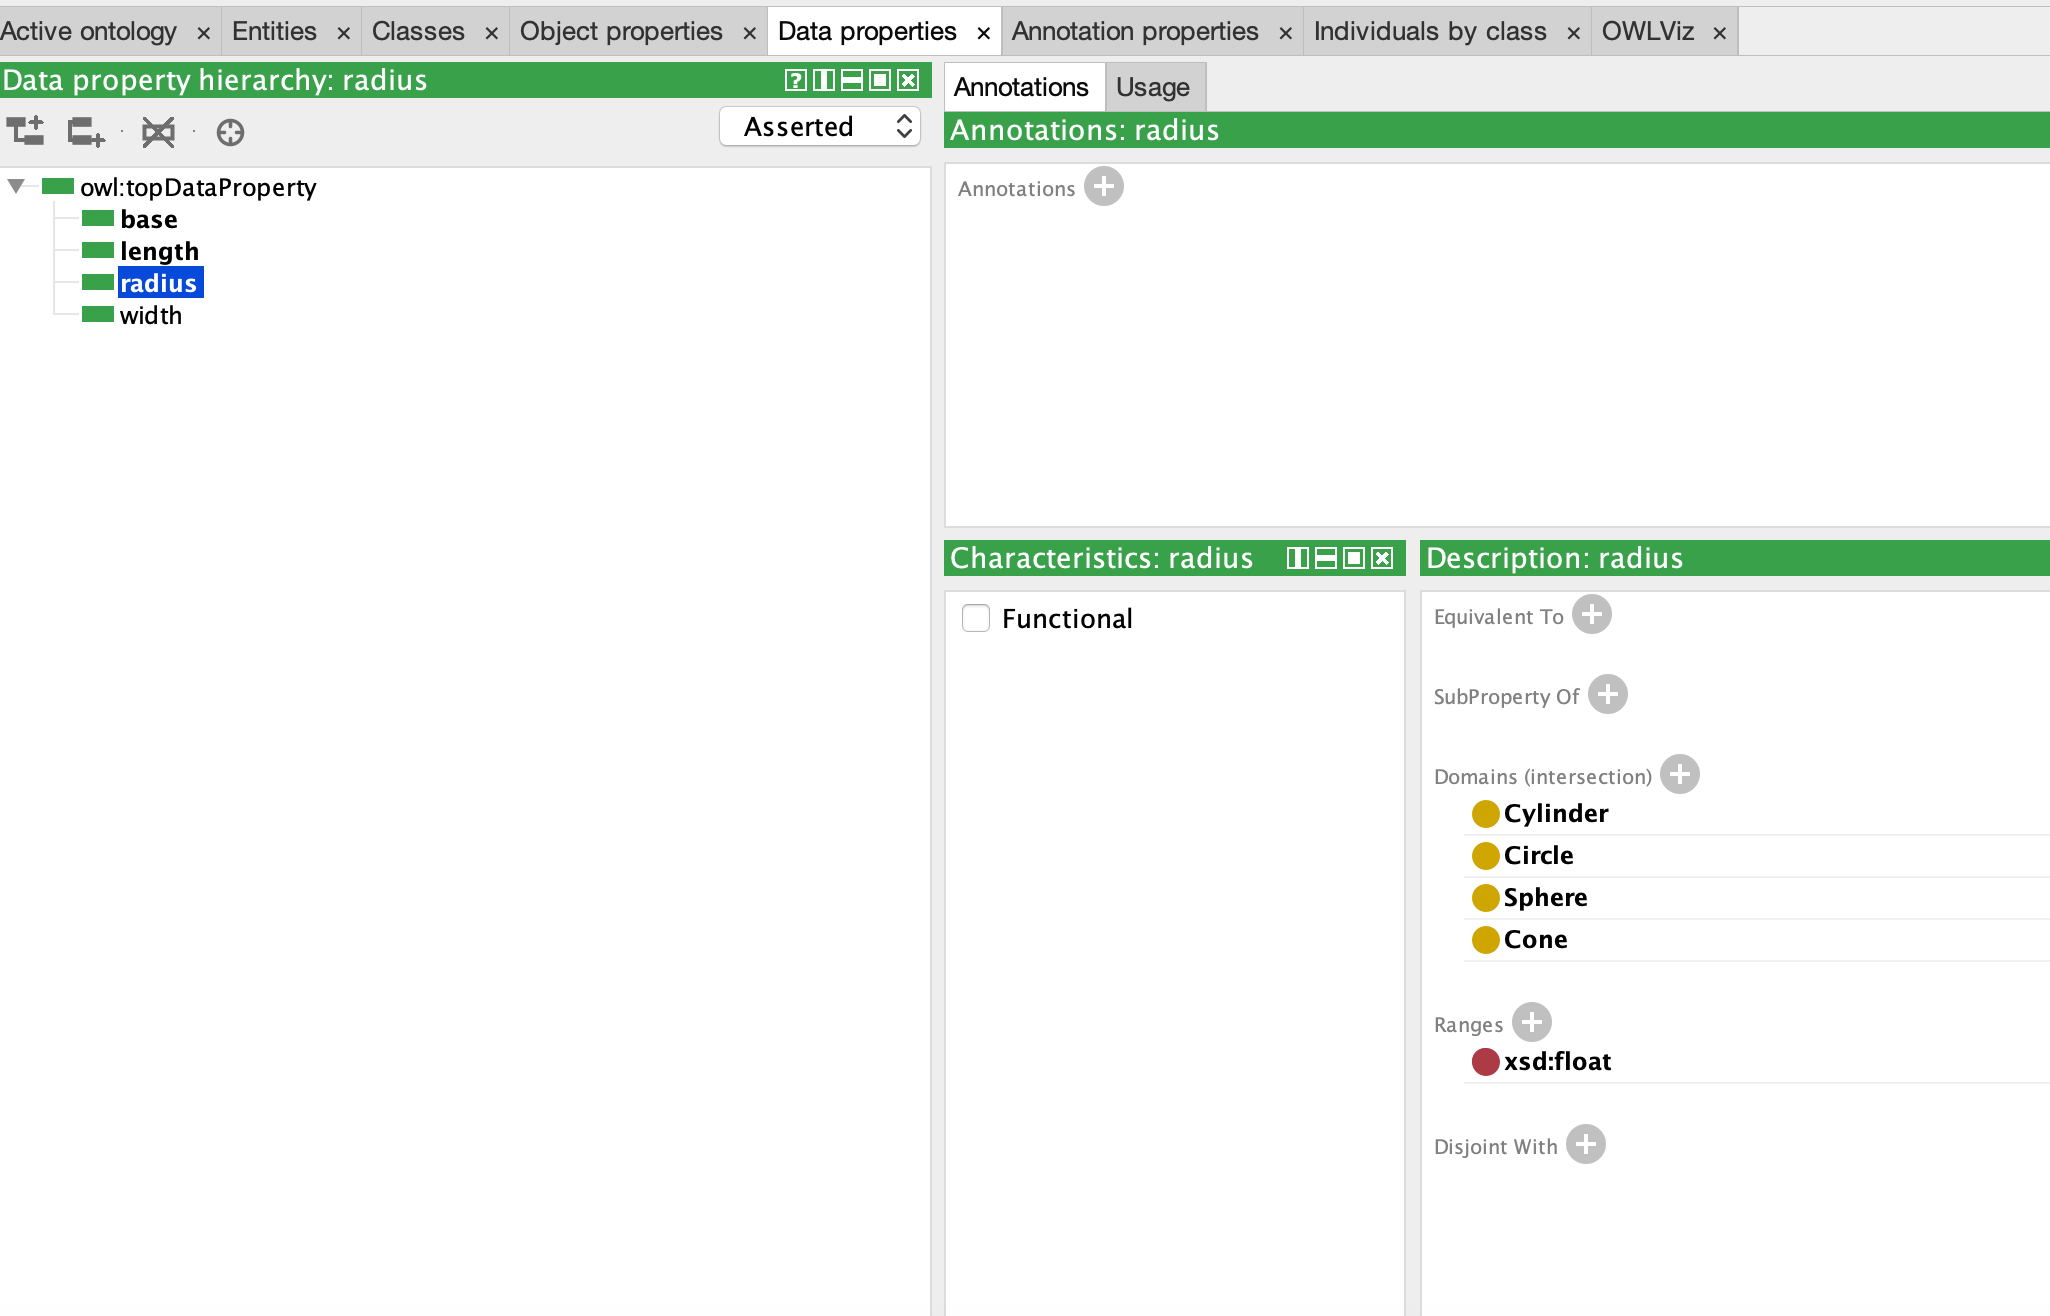 Active ontology × Entities × Classes × Object properties × Data properties × Annotation properties × Individuals by class × OWLViz ×
Data property hierarchy: radius
Asserted
owl:topDataProperty
base
length
radius
width
Annotations Usage
Annotations: radius
Annotations
Characteristics: radius
Functional
Description: radius
Equivalent To
SubProperty Of
Domains (intersection)
Cylinder
Circle
Sphere
Cone
Ranges
xsd:float
Disjoint With